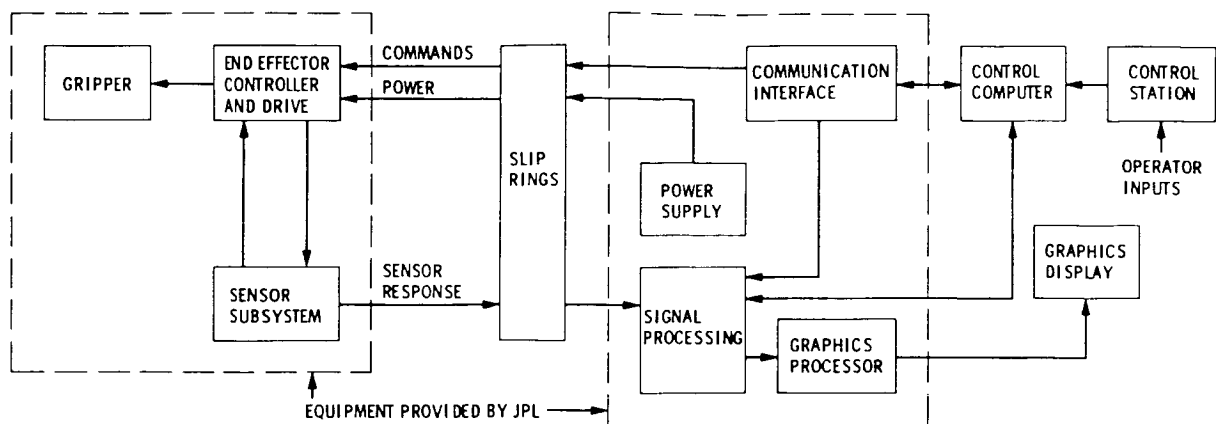 GRIPPER
END EFFECTOR
CONTROLLER
AND DRIVE
COMMANDS
POWER
SLIP
RINGS
COMMUNICATION
INTERFACE
CONTROL
COMPUTER
CONTROL
STATION
OPERATOR
INPUTS
POWER
SUPPLY
SENSOR
SUBSYSTEM
SENSOR
RESPONSE
SIGNAL
PROCESSING
GRAPHICS
PROCESSOR
GRAPHICS
DISPLAY
EQUIPMENT PROVIDED BY JPL